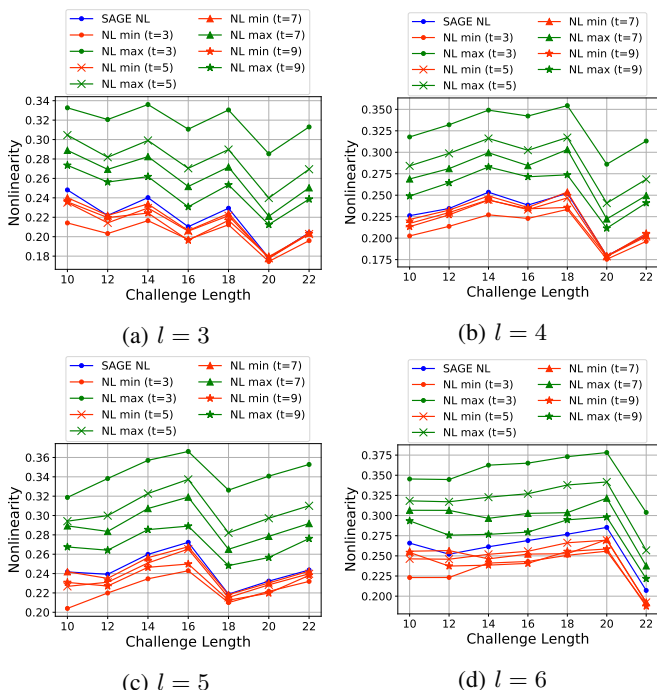 SAGE NL
NL min (t=3)
NL max (t=3)
NL min (t=5)
NL max (t=5)
NL min (t=7)
NL max (t=7)
NL min (t=9)
NL max (t=9)
0.34
0.32
0.30
0.28
0.26
0.24
0.22
0.20
0.18
Nonlinearity
10 12 14 16 18 20 22
Challenge Length
(a) l = 3
SAGE NL
NL min (t=3)
NL max (t=3)
NL min (t=5)
NL max (t=5)
NL min (t=7)
NL max (t=7)
NL min (t=9)
NL max (t=9)
0.350
0.325
0.300
0.275
0.250
0.225
0.200
0.175
Nonlinearity
10 12 14 16 18 20 22
Challenge Length
(b) l = 4
SAGE NL
NL min (t=3)
NL max (t=3)
NL min (t=5)
NL max (t=5)
NL min (t=7)
NL max (t=7)
NL min (t=9)
NL max (t=9)
0.36
0.34
0.32
0.30
0.28
0.26
0.24
0.22
0.20
Nonlinearity
10 12 14 16 18 20 22
Challenge Length
(c) l = 5
SAGE NL
NL min (t=3)
NL max (t=3)
NL min (t=5)
NL max (t=5)
NL min (t=7)
NL max (t=7)
NL min (t=9)
NL max (t=9)
0.375
0.350
0.325
0.300
0.275
0.250
0.225
0.200
Nonlinearity
10 12 14 16 18 20 22
Challenge Length
(d) l = 6